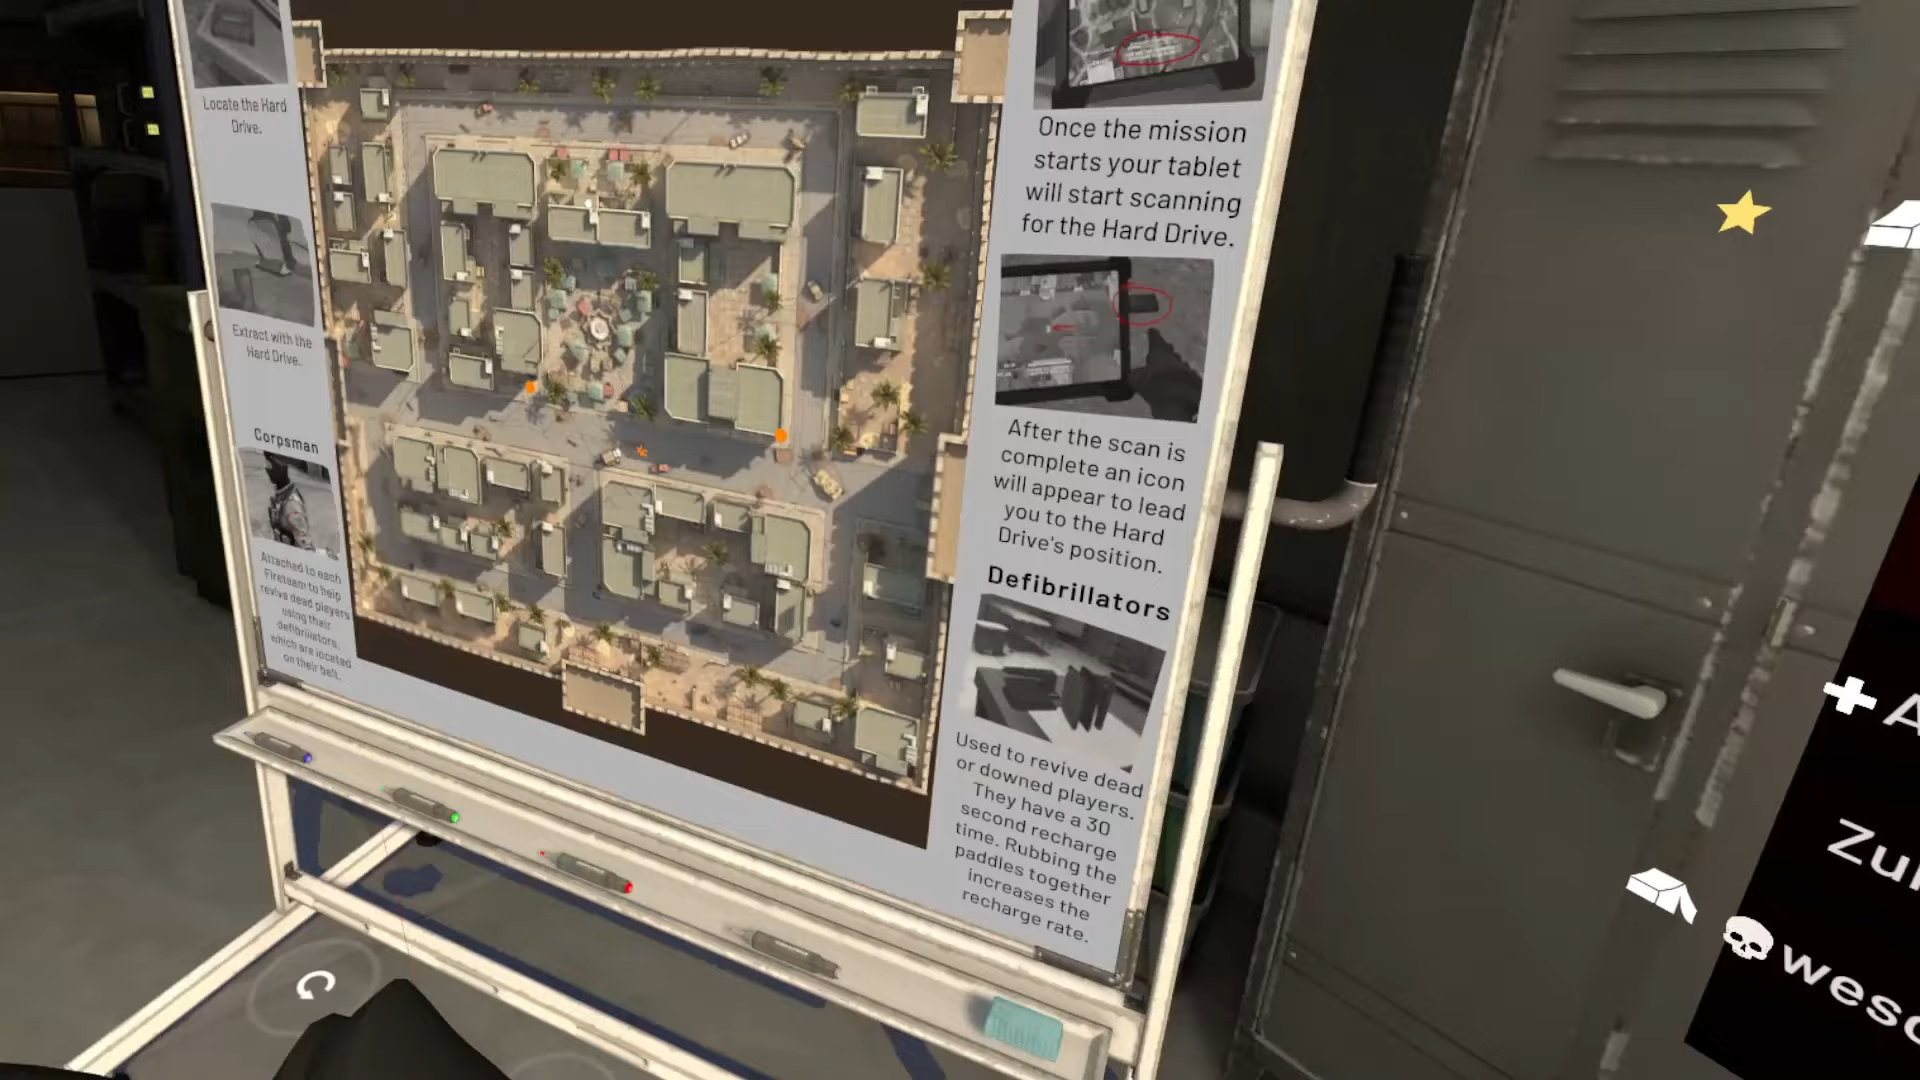 Locate the Hard
Drive.
Extract with the
Hard Drive.
Corpsman
Attached to each
Fireteam to help
revive dead players
using their
defibrillators,
which are located
on their belt.
Once the mission
starts your tablet
will start scanning
for the Hard Drive.
After the scan is
complete an icon
will appear to lead
you to the Hard
Drive's position.
Defibrillators
Used to revive dead
or downed players.
They have a 30
second recharge
time. Rubbing the
paddles together
increases the
recharge rate.